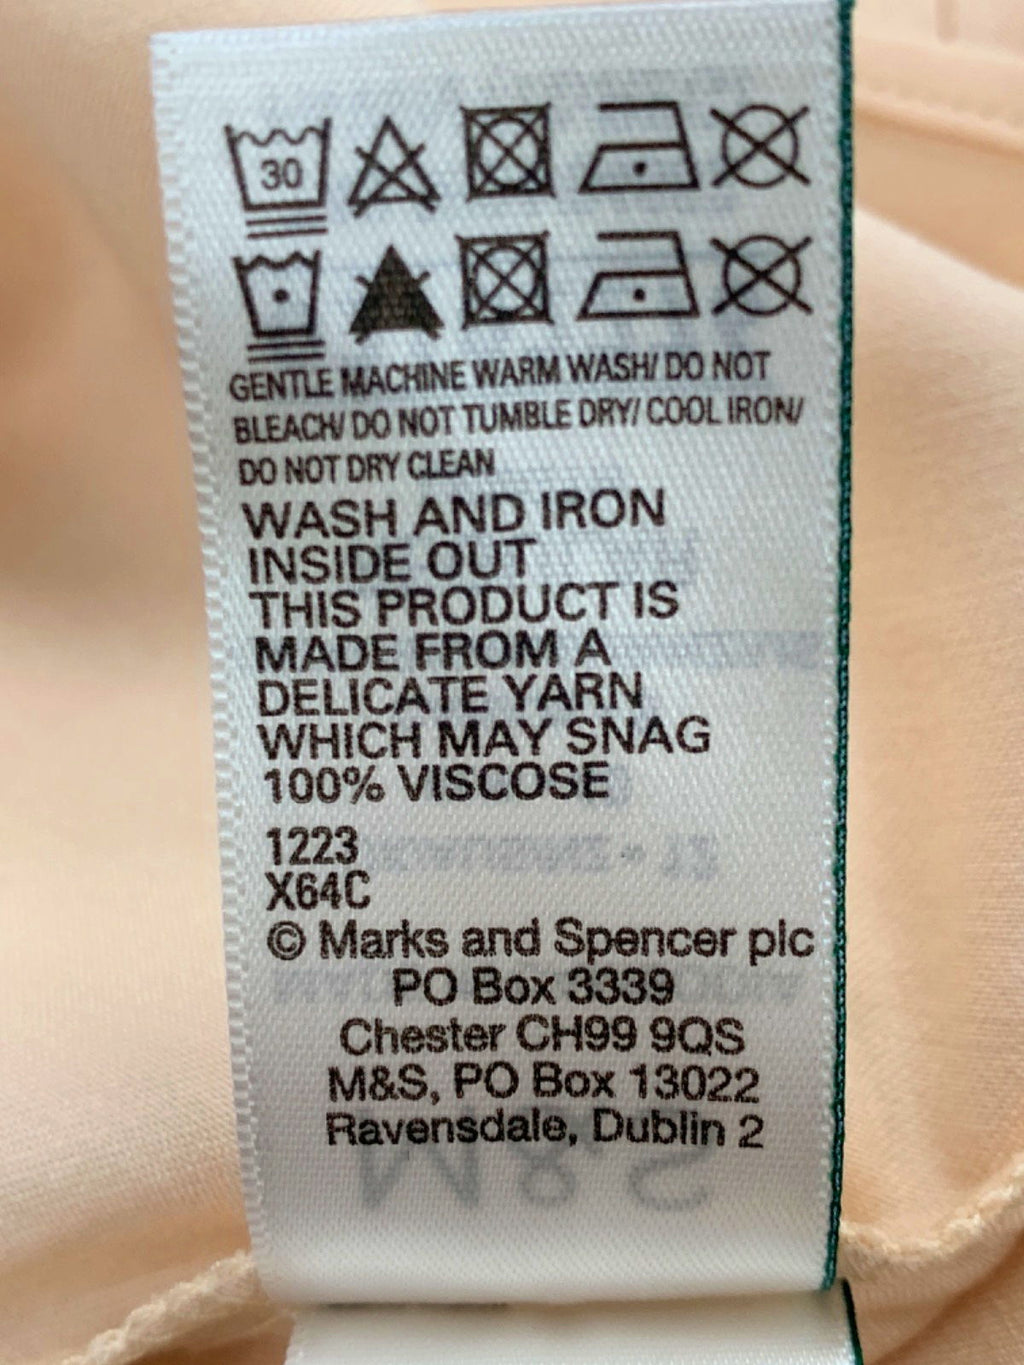 30
GENTLE MACHINE WARM WASH/ DO NOT
BLEACH/ DO NOT TUMBLE DRY/ COOL IRON/
DO NOT DRY CLEAN
WASH AND IRON
INSIDE OUT
THIS PRODUCT IS
MADE FROM A
DELICATE YARN
WHICH MAY SNAG
100% VISCOSE
1223
X64C
© Marks and Spencer plc
PO Box 3339
Chester CH99 9QS
M&S, PO Box 13022
Ravensdale, Dublin 2
M&S